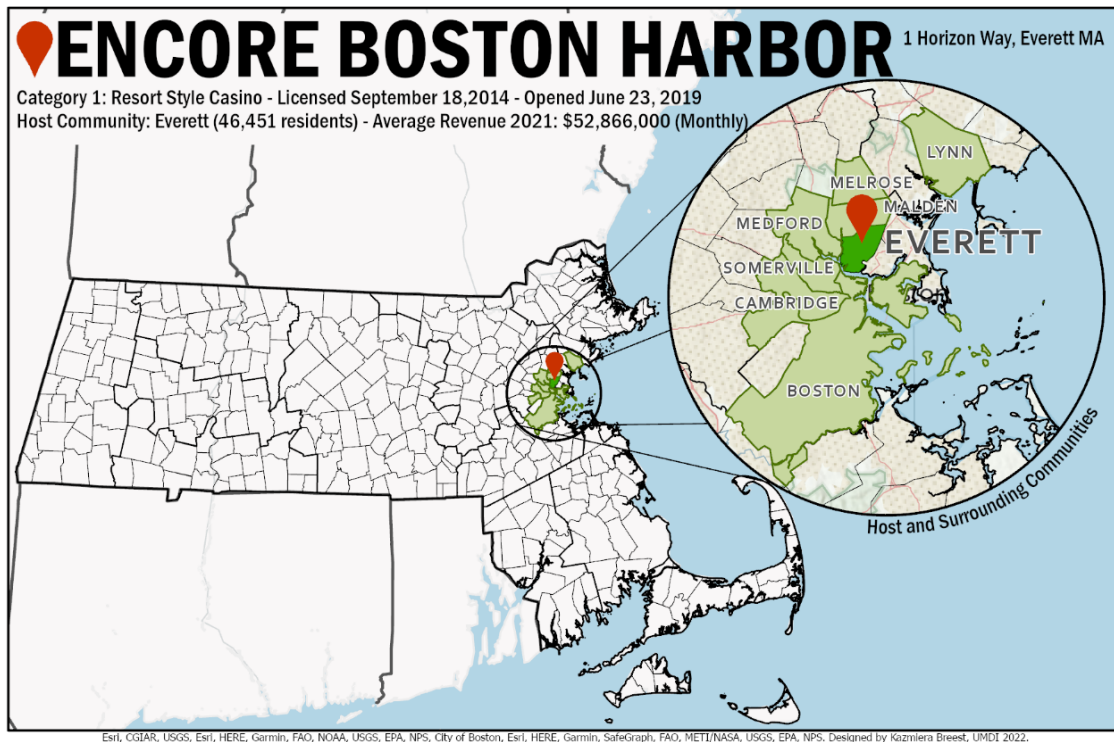 ENCORE BOSTON HARBOR
1 Horizon Way, Everett MA
Category 1: Resort Style Casino - Licensed September 18,2014 - Opened June 23, 2019
Host Community: Everett (46,451 residents) - Average Revenue 2021: $52,866,000 (Monthly)
LYNN
MELROSE
MALDEN
MEDFORD
EVERETT
SOMERVILLE
CAMBRIDGE
BOSTON
Host and Surrounding Communities
Esri, CGIAR, USGS, Esri, HERE, Garmin, FAO, NOAA, USGS, EPA, NPS, City of Boston, Esri, HERE, Garmin, SafeGraph, FAO, METI/NASA, USGS, EPA, NPS. Designed by Kazmiera Breest, UMDI 2022.